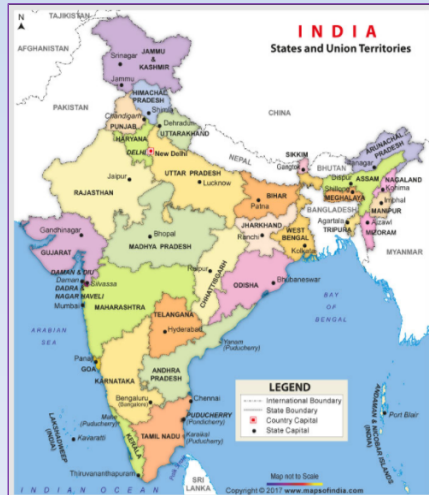 TAJIKISTAN
N
INDIA
States and Union Territories
AFGHANISTAN
JAMMU
&
KASHMIR
Srinagar
Jammu
PAKISTAN
HIMACHAL
PRADESH
Shimla
Chandigarh
PUNJAB
Dehradun
UTTARAKHAND
CHINA
HARYANA
DELHI
New Delhi
RAJASTHAN
Jaipur
UTTAR PRADESH
Lucknow
NEPAL
SIKKIM
Gangtok
BHUTAN
ARUNACHAL
PRADESH
Itanagar
ASSAM
Dispur
NAGALAND
Kohima
Shillong
MEGHALAYA
Imphal
MANIPUR
BANGLADESH
Agartala
TRIPURA
Aizawl
MIZORAM
MYANMAR
BIHAR
Patna
JHARKHAND
Ranchi
WEST
BENGAL
Kolkata
Gandhinagar
GUJARAT
Bhopal
MADHYA PRADESH
Raipur
CHHATTISGARH
ODISHA
Bhubaneswar
DAMAN & DIU
Daman
Silvassa
DADRA &
NAGAR HAVELI
Mumbai
MAHARASHTRA
ARABIAN
SEA
BAY
OF
BENGAL
TELANGANA
Hyderabad
Yanam
(Puducherry)
Panaji
GOA
KARNATAKA
ANDHRA
PRADESH
Bengaluru
(Bangalore)
Chennai
Mahe
(Puducherry)
PUDUCHERRY
(Pondicherry)
Karaikal
(Puducherry)
TAMIL NADU
KERALA
LAKSHADWEEP
(INDIA)
Kavaratti
Thiruvananthapuram
SRI
LANKA
INDIAN OCEAN
ANDAMAN & NICOBAR ISLANDS
(INDIA)
Port Blair
LEGEND
International Boundary
State Boundary
Country Capital
State Capital
Map not to Scale
Copyright © 2017 www.mapsofindia.com